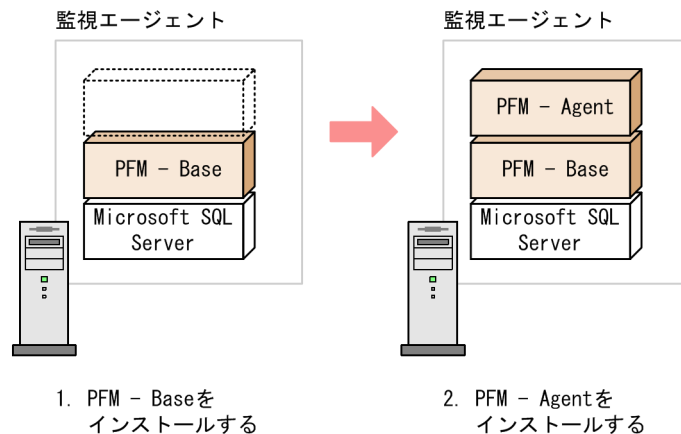 監視エージェント
PFM - Base
Microsoft SQL
Server
1. PFM - Baseを
インストールする
監視エージェント
PFM - Agent
PFM - Base
Microsoft SQL
Server
2. PFM - Agentを
インストールする